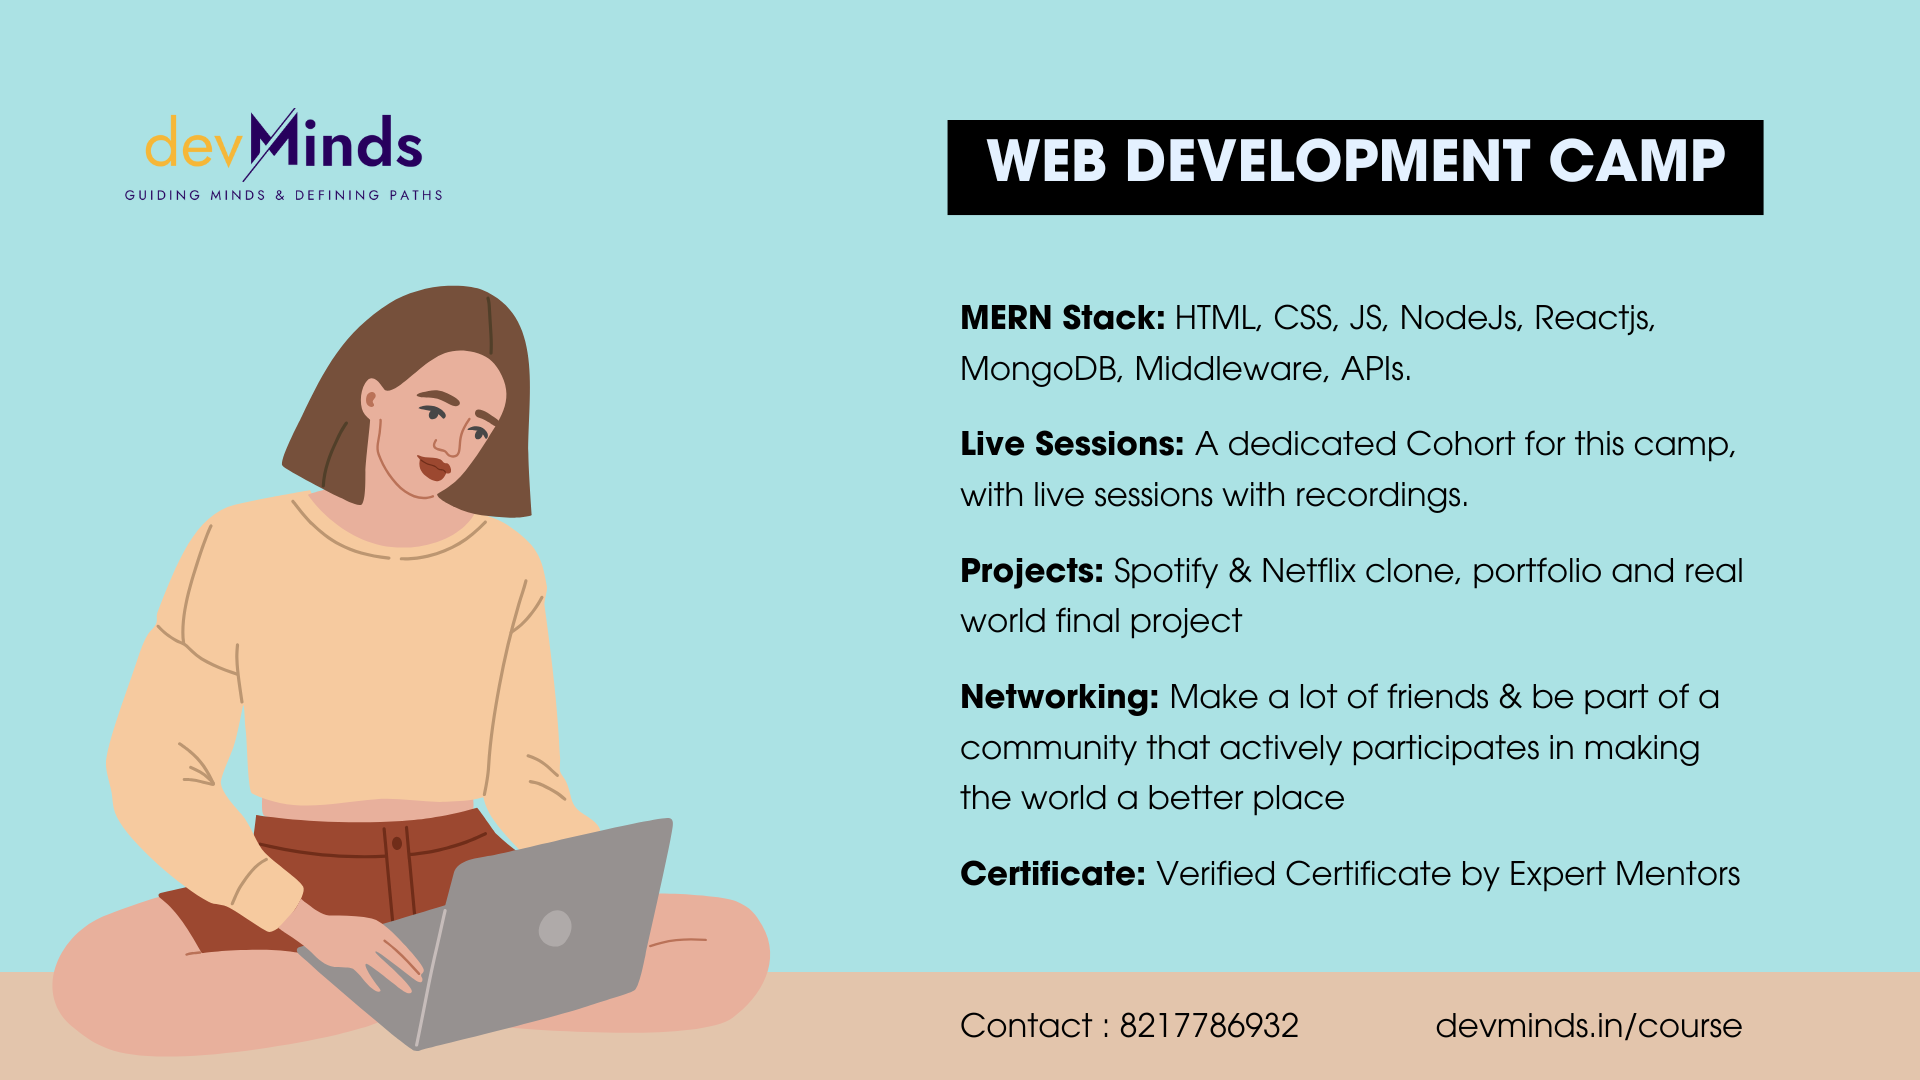 devMinds
GUIDING MINDS & DEFINING PATHS
WEB DEVELOPMENT CAMP
MERN Stack: HTML, CSS, JS, NodeJs, Reactjs,
MongoDB, Middleware, APIs.
Live Sessions: A dedicated Cohort for this camp,
with live sessions with recordings.
Projects: Spotify & Netflix clone, portfolio and real
world final project
Networking: Make a lot of friends & be part of a
community that actively participates in making
the world a better place
Certificate: Verified Certificate by Expert Mentors
Contact : 8217786932
devminds.in/course